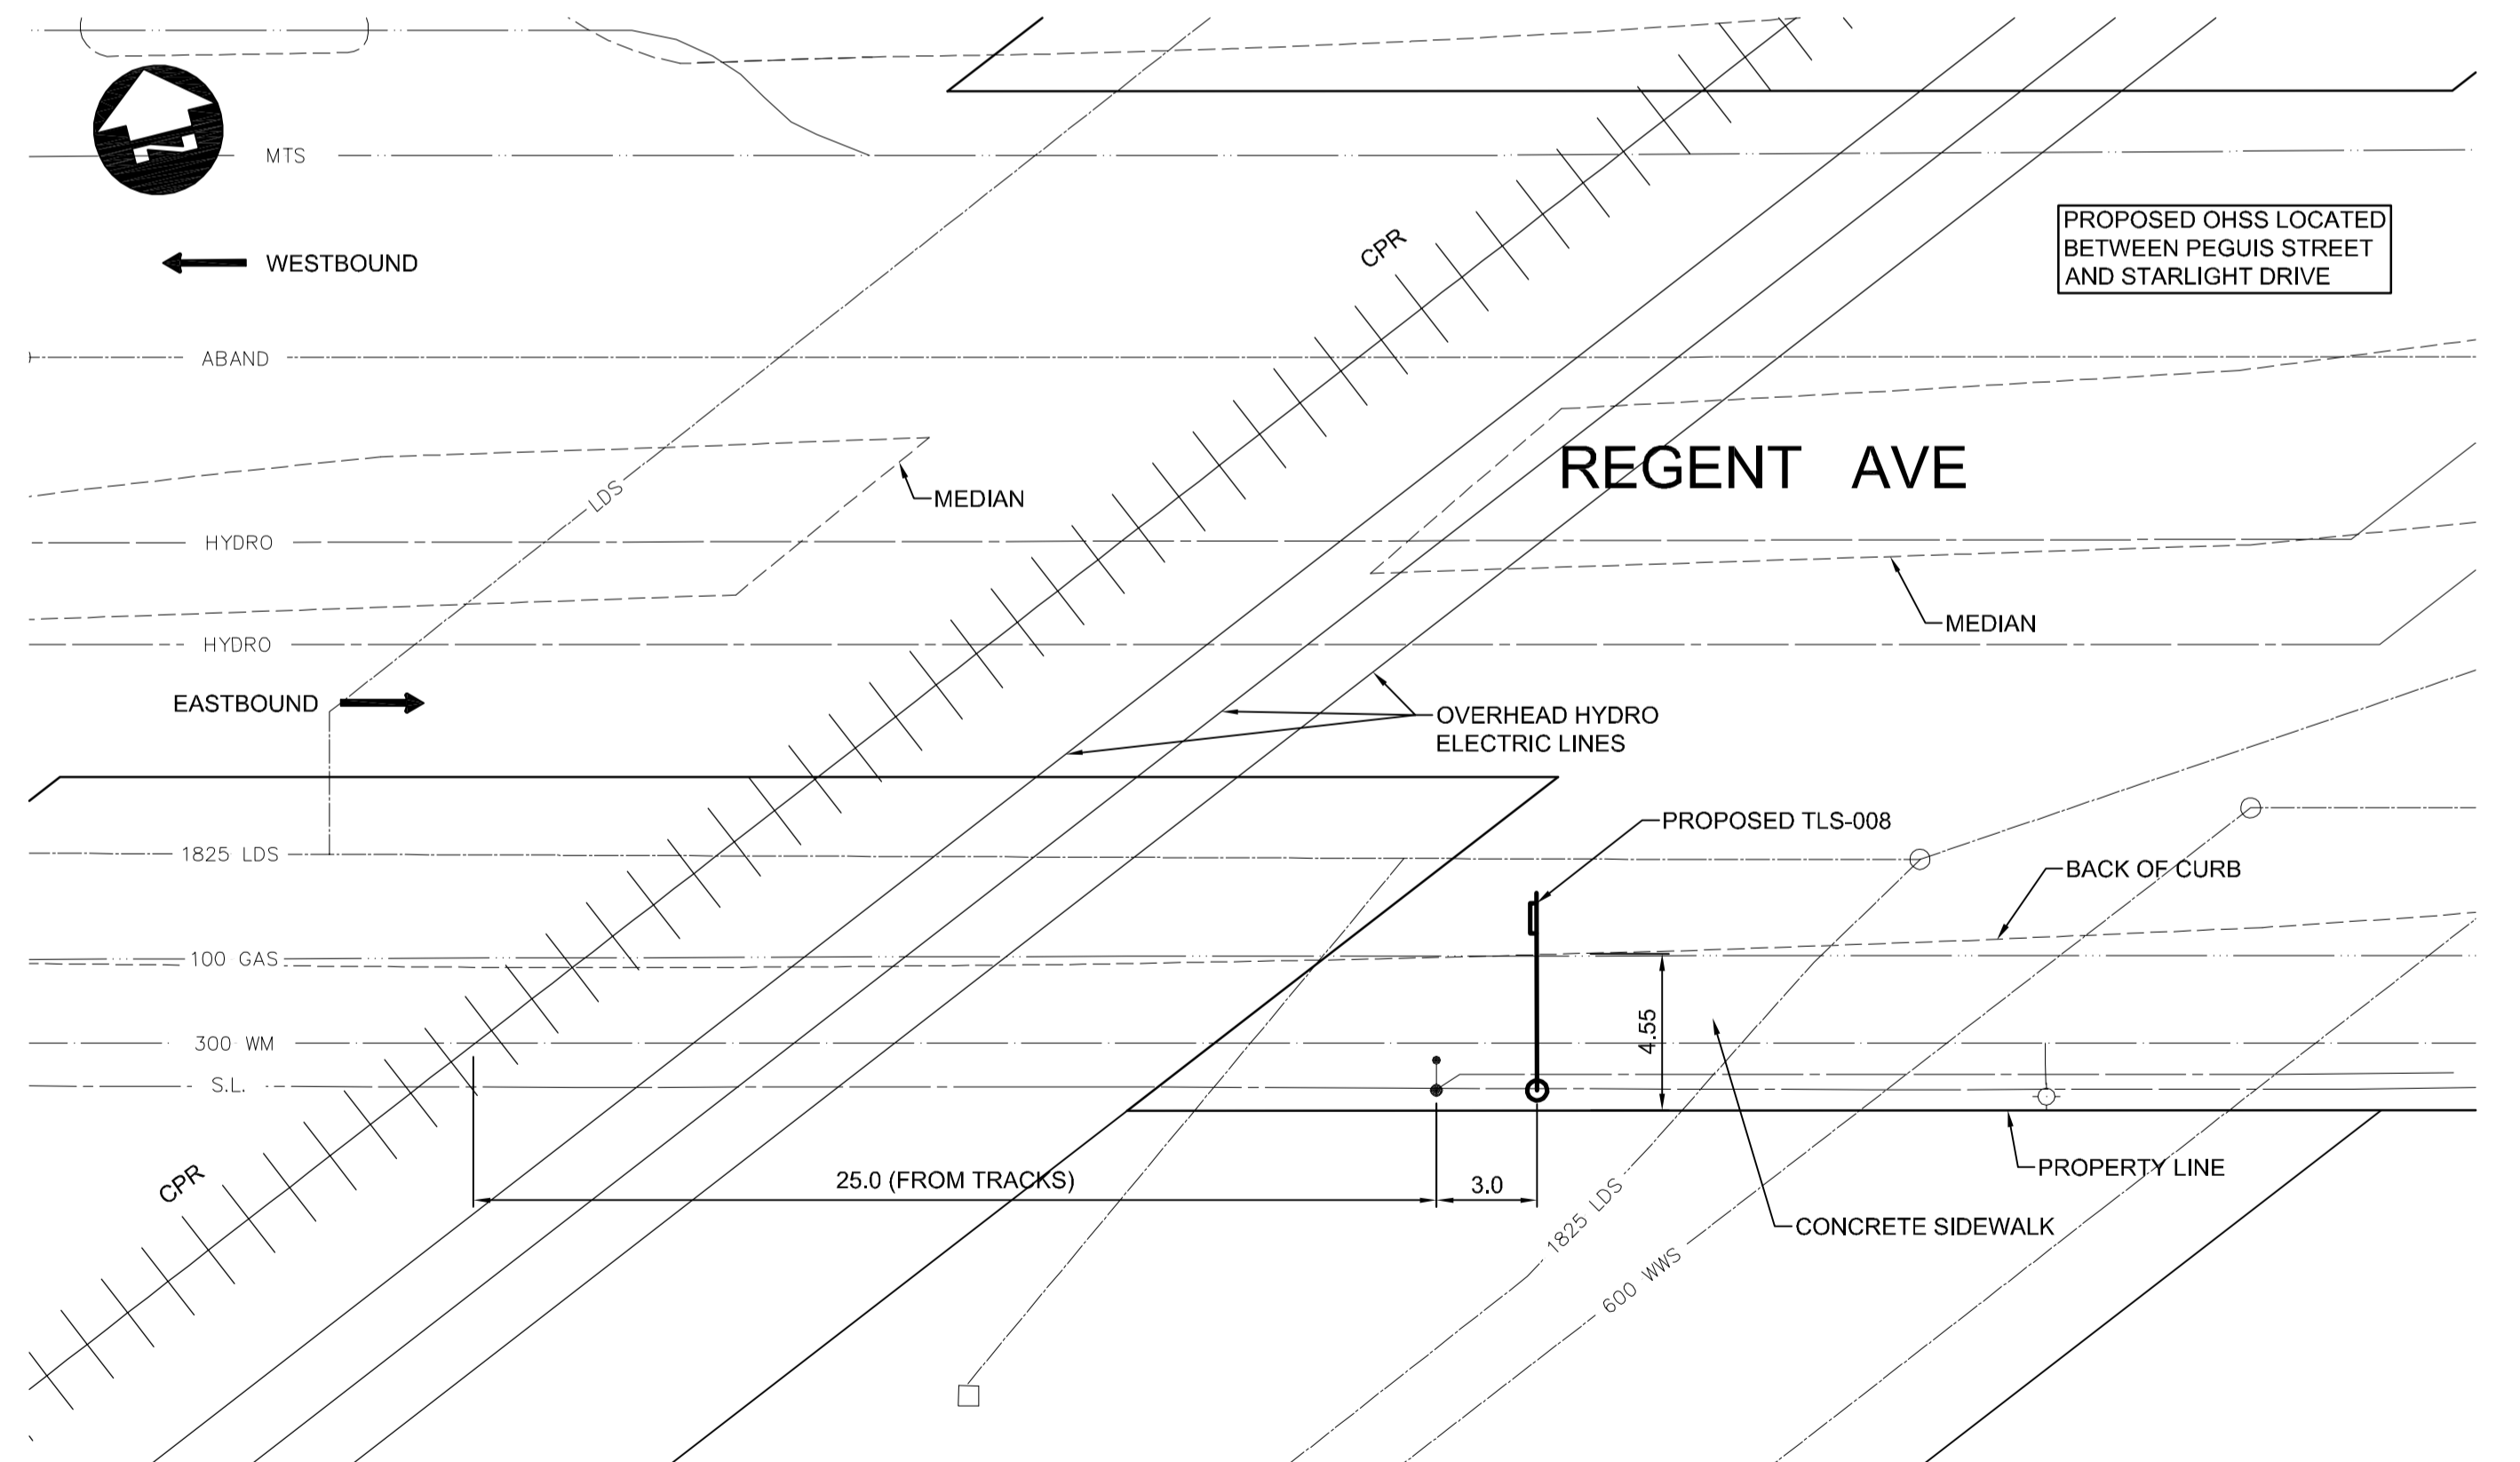 N
MTS
CPR
PROPOSED OHSS LOCATED
BETWEEN PEGUIS STREET
AND STARLIGHT DRIVE
WESTBOUND
ABAND
REGENT AVE
LDS
MEDIAN
HYDRO
MEDIAN
HYDRO
EASTBOUND
OVERHEAD HYDRO
ELECTRIC LINES
PROPOSED TLS-008
1825 LDS
BACK OF CURB
100 GAS
4.55
300 WM
S.L.
CPR
25.0 (FROM TRACKS)
3.0
PROPERTY LINE
1825 LDS
CONCRETE SIDEWALK
600 WWS